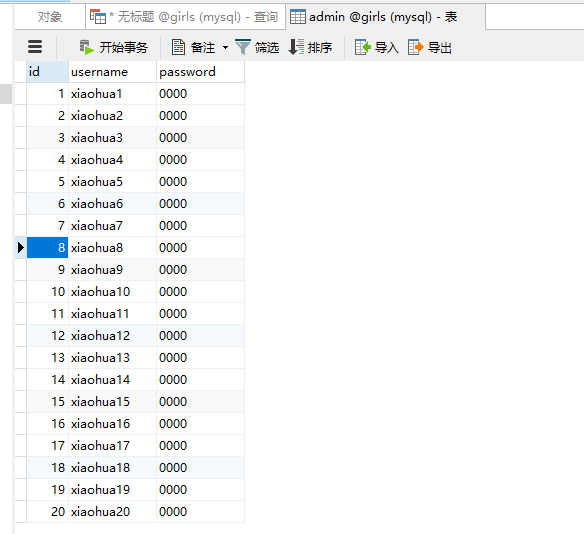 对象 * 无标题 @girls (mysql) - 查询 admin @girls (mysql) - 表
开始事务 备注 筛选 排序 导入 导出
id username password
1 xiaohua1 0000
2 xiaohua2 0000
3 xiaohua3 0000
4 xiaohua4 0000
5 xiaohua5 0000
6 xiaohua6 0000
7 xiaohua7 0000
8 xiaohua8 0000
9 xiaohua9 0000
10 xiaohua10 0000
11 xiaohua11 0000
12 xiaohua12 0000
13 xiaohua13 0000
14 xiaohua14 0000
15 xiaohua15 0000
16 xiaohua16 0000
17 xiaohua17 0000
18 xiaohua18 0000
19 xiaohua19 0000
20 xiaohua20 0000